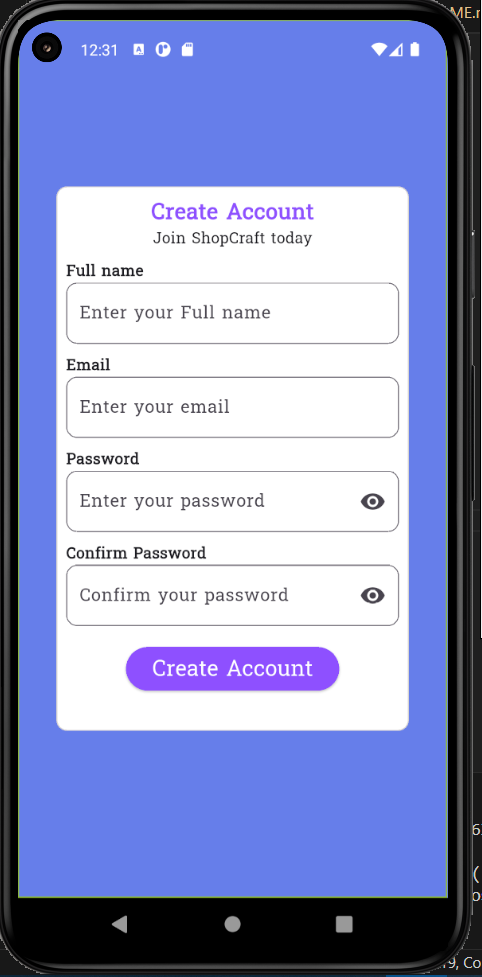 ME.r
12:31
Create Account
Join ShopCraft today
Full name
Enter your Full name
Email
Enter your email
Password
Enter your password
Confirm Password
Confirm your password
Create Account
9, Co